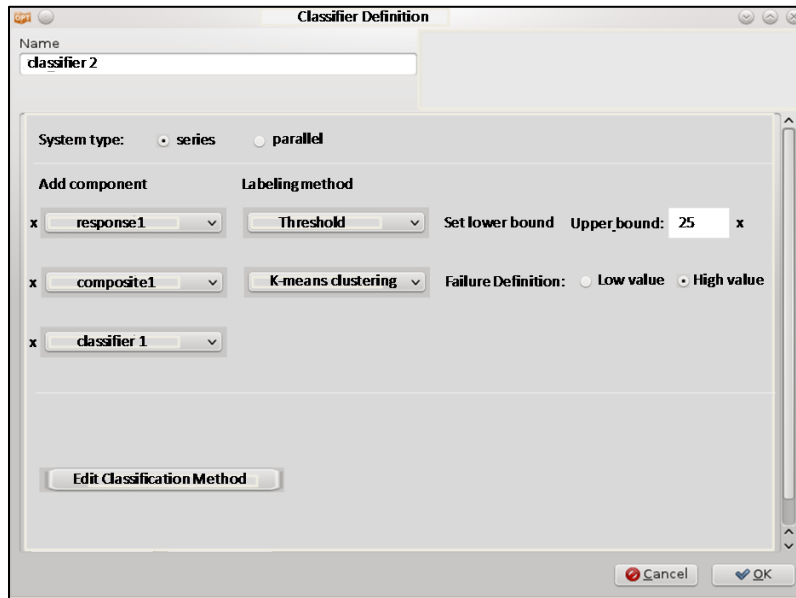 OPT Classifier Definition
Name
classifier 2
System type: series parallel
Add component Labeling method
x response1 Threshold Set lower bound Upper bound: 25 x
x composite1 K-means clustering Failure Definition: Low value High value
x classifier 1
Edit Classification Method
Cancel OK